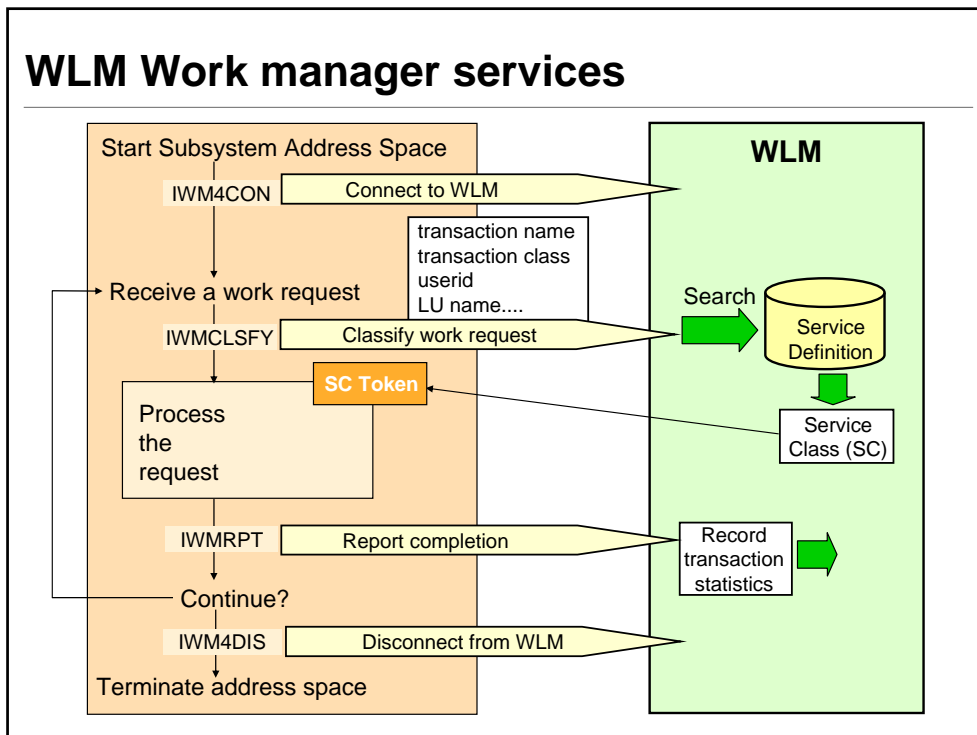 WLM Work manager services
Start Subsystem Address Space
WLM
IWM4CON
Connect to WLM
transaction name
transaction class
userid
LU name....
Receive a work request
Search
IWMCLSFY
Classify work request
Service
Definition
SC Token
Process
the
request
Service
Class (SC)
IWMRPT
Report completion
Record
transaction
statistics
Continue?
IWM4DIS
Disconnect from WLM
Terminate address space